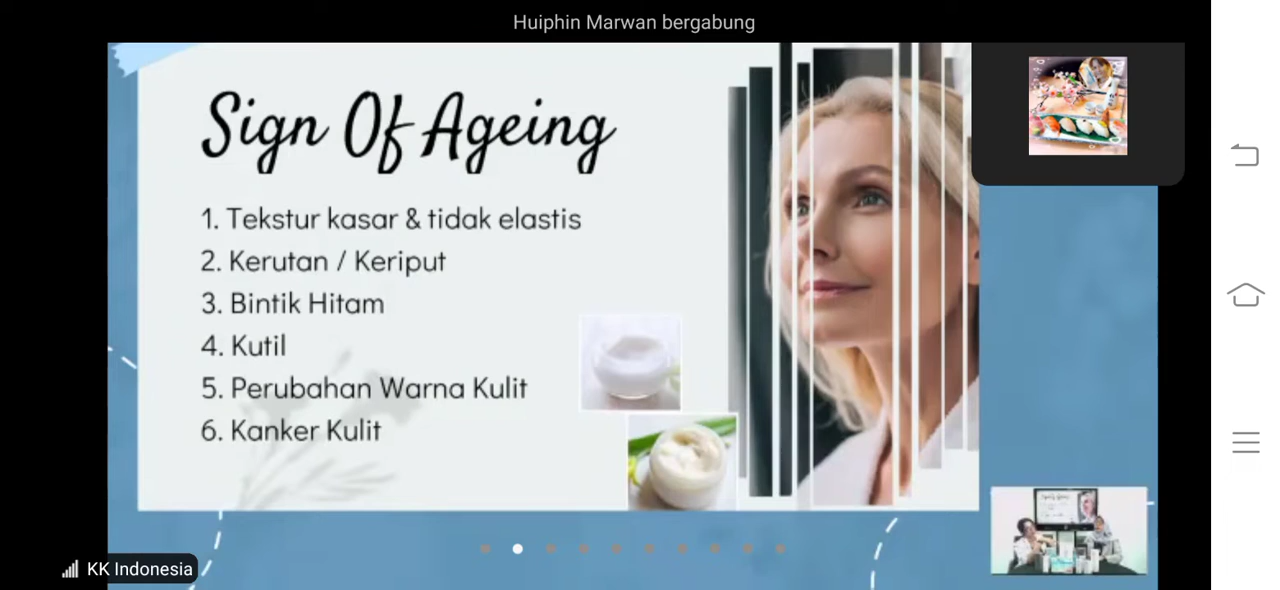 Huiphin Marwan bergabung
Sign Of Ageing
1. Tekstur kasar & tidak elastis
2. Kerutan / Keriput
3. Bintik Hitam
4. Kutil
5. Perubahan Warna Kulit
6. Kanker Kulit
KK Indonesia